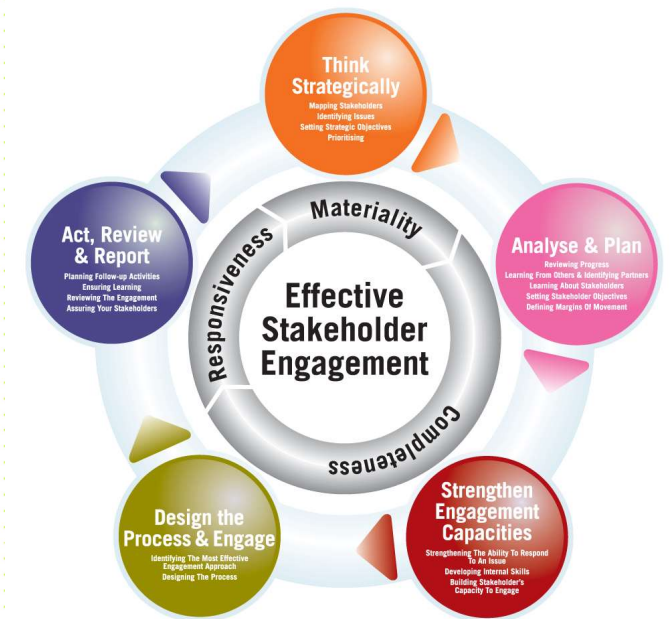 Think
Strategically
Mapping Stakeholders
Identifying Issues
Setting Strategic Objectives
Prioritising
Analyse & Plan
Reviewing Progress
Learning From Others & Identifying Partners
Learning About Stakeholders
Setting Stakeholder Objectives
Defining Margins Of Movement
Strengthen
Engagement
Capacities
Strengthening The Ability To Respond
To An Issue
Developing Internal Skills
Building Stakeholder's
Capacity To Engage
Design the
Process & Engage
Identifying The Most Effective
Engagement Approach
Designing The Process
Act, Review
& Report
Planning Follow-up Activities
Ensuring Learning
Reviewing The Engagement
Assuring Your Stakeholders
Materiality
Completeness
Responsiveness
Effective
Stakeholder
Engagement